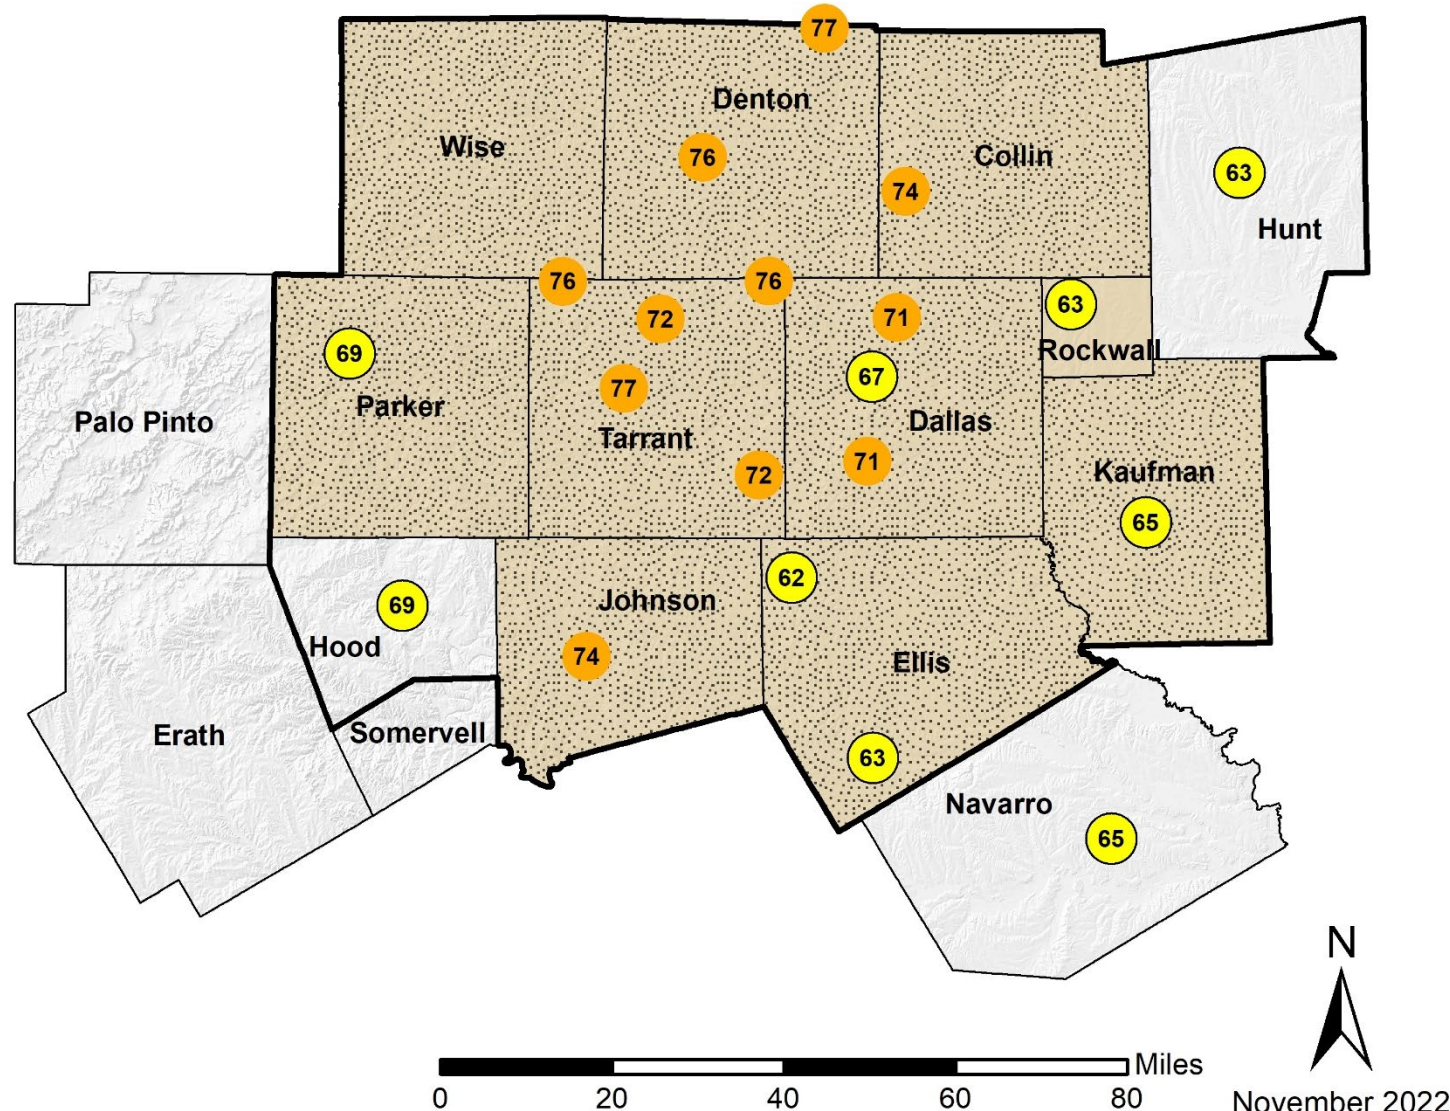 77
Denton
Wise
76
Collin
74
63
Hunt
76
76
72
71
63
Rockwall
69
67
77
Parker
Palo Pinto
Tarrant
Dallas
72
71
Kaufman
65
62
69
Johnson
Hood
74
Ellis
Erath
Somervell
63
Navarro
65
N
Miles
0 20 40 60 80
November 2022